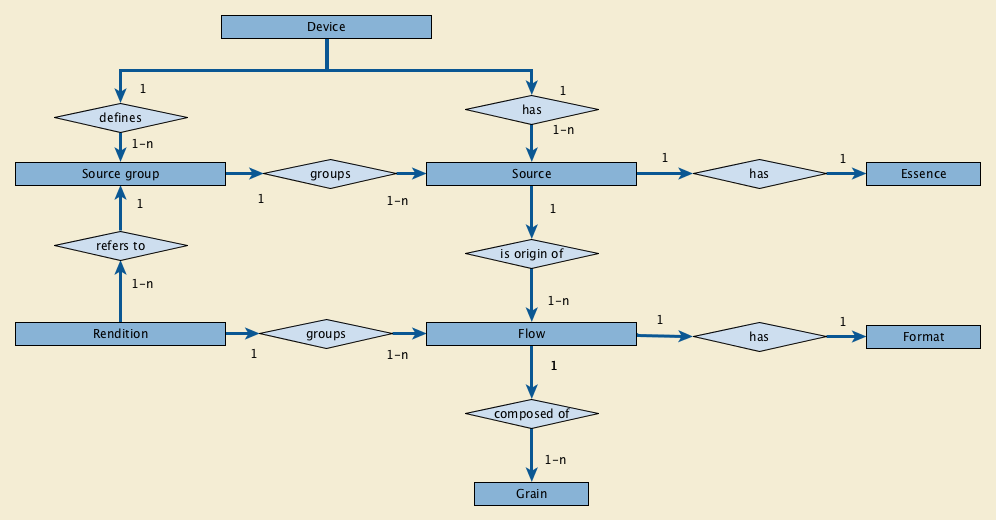 Device
1
1
defines
has
1-n
1-n
Source group
groups
Source
1
has
1
Essence
1
1-n
1
1
refers to
is origin of
1-n
1-n
Rendition
groups
Flow
1
has
1
Format
1
1-n
1
composed of
1-n
Grain